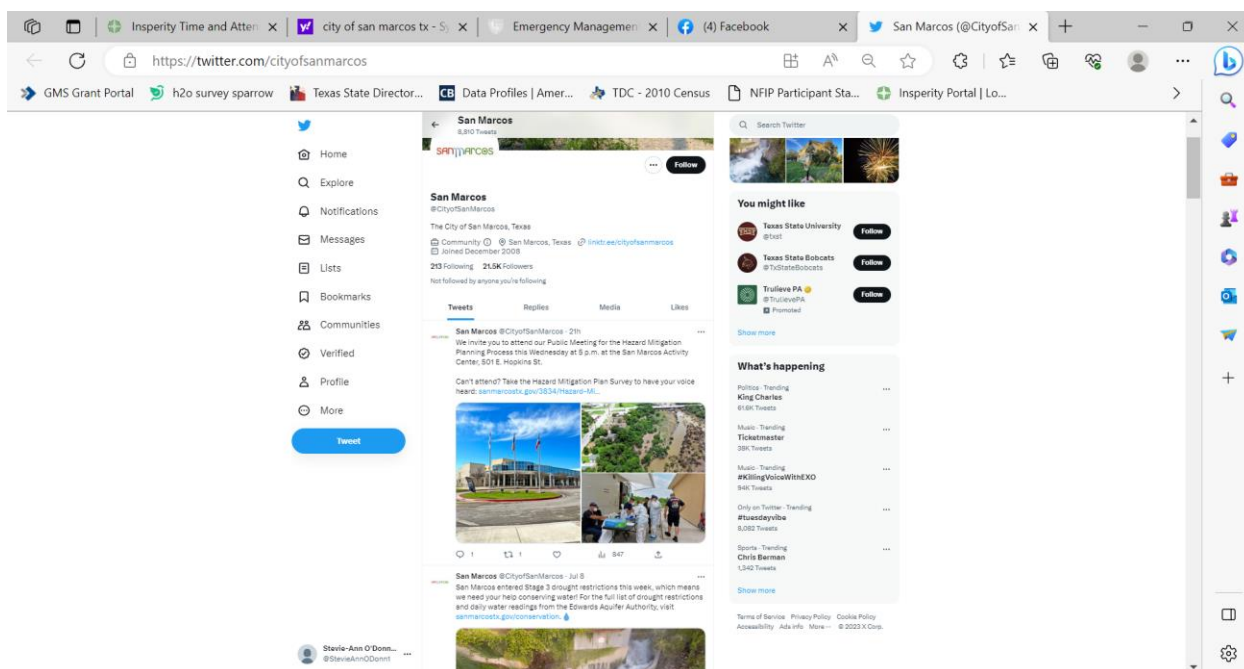 Insperity Time and Atten
city of san marcos tx - Sy
Emergency Managemen
(4) Facebook
San Marcos (@CityofSan
https://twitter.com/cityofsanmarcos
GMS Grant Portal
h2o survey sparrow
Texas State Director...
CB Data Profiles | Amer...
TDC - 2010 Census
NFIP Participant Sta...
Insperity Portal | Lo...
Home
Explore
Notifications
Messages
Lists
Bookmarks
Communities
Verified
Profile
More
Tweet
Stevie-Ann O'Donn...
@StevieAnnODonn1
San Marcos
6,810 Tweets
SANMARCOS
Follow
San Marcos
@CityofSanMarcos
The City of San Marcos, Texas
Community San Marcos, Texas linktr.ee/cityofsanmarcos
Joined December 2008
213 Following 21.5K Followers
Not followed by anyone you're following
Tweets Replies Media Likes
San Marcos @CityofSanMarcos · 21h
We invite you to attend our Public Meeting for the Hazard Mitigation
Planning Process this Wednesday at 5 p.m. at the San Marcos Activity
Center, 501 E. Hopkins St.
Can't attend? Take the Hazard Mitigation Plan Survey to have your voice
heard: sanmarcostx.gov/3834/Hazard-Mi...
1 1 847
San Marcos @CityofSanMarcos · Jul 6
San Marcos entered Stage 3 drought restrictions this week, which means
we need your help conserving water! For the full list of drought restrictions
and daily water readings from the Edwards Aquifer Authority, visit
sanmarcostx.gov/conservation.
Search Twitter
You might like
Texas State University
@txst
Follow
Texas State Bobcats
@TxStateBobcats
Follow
Trulieve PA
@TrulievePA
Promoted
Follow
Show more
What's happening
Politics · Trending
King Charles
61.8K Tweets
Music · Trending
Ticketmaster
38K Tweets
Music · Trending
#KillingVoiceWithEXO
94K Tweets
Only on Twitter · Trending
#tuesdayvibe
6,092 Tweets
Sports · Trending
Chris Berman
1,342 Tweets
Show more
Terms of Service Privacy Policy Cookie Policy
Accessibility Ads info More ··· © 2023 X Corp.